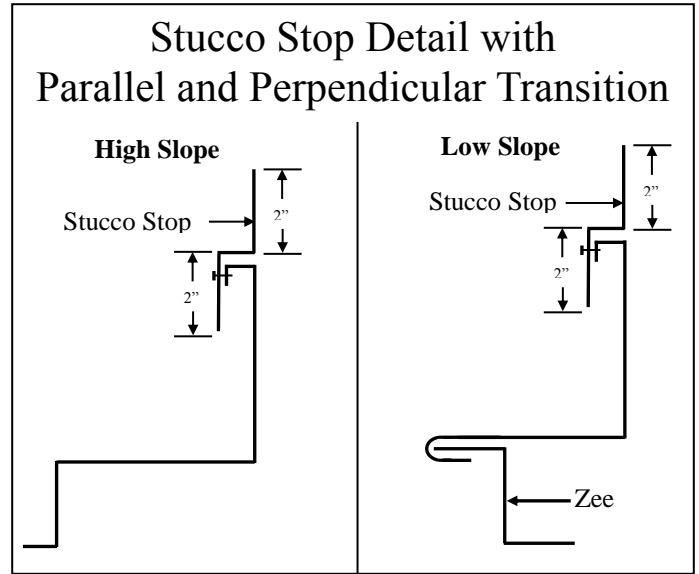 Stucco Stop Detail with
Parallel and Perpendicular Transition
High Slope
Stucco Stop
2”
2”
Low Slope
Stucco Stop
2”
2”
Zee